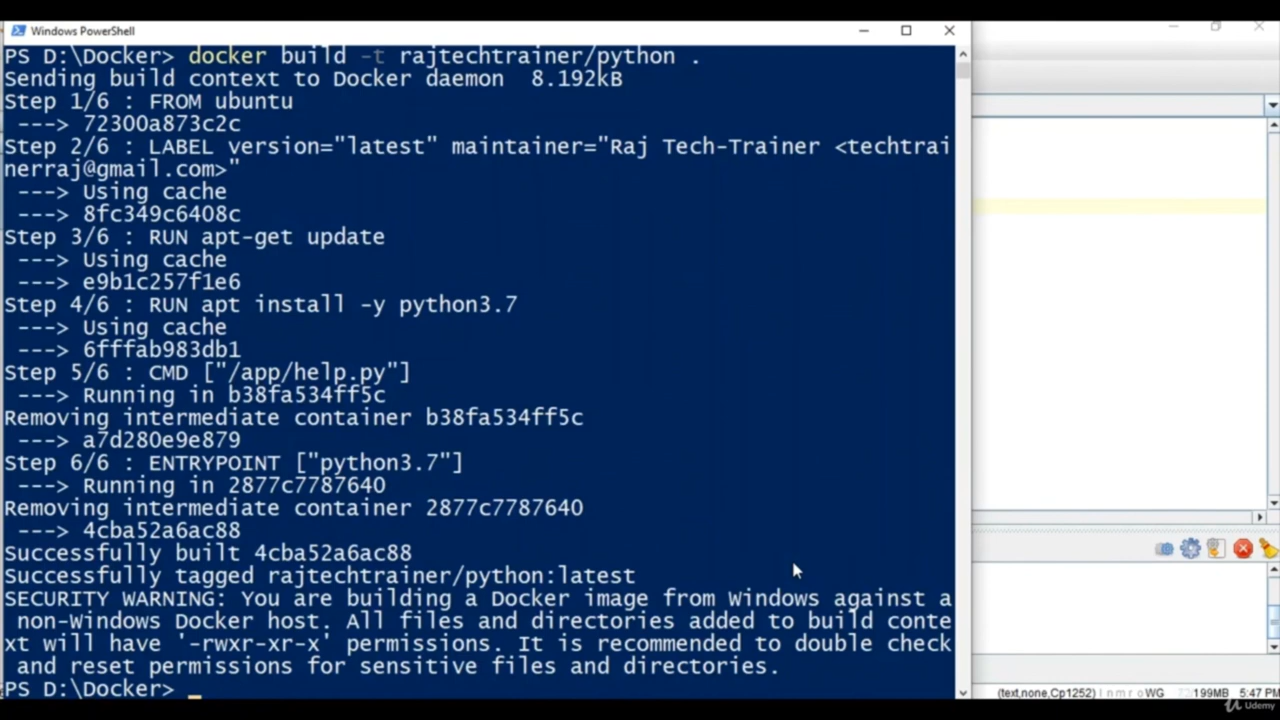 Windows PowerShell
PS D:\Docker> docker build -t rajtechtrainer/python .
Sending build context to Docker daemon  8.192kB
Step 1/6 : FROM ubuntu
 ---> 72300a873c2c
Step 2/6 : LABEL version="latest" maintainer="Raj Tech-Trainer <techtrai
nerraj@gmail.com>"
 ---> Using cache
 ---> 8fc349c6408c
Step 3/6 : RUN apt-get update
 ---> Using cache
 ---> e9b1c257f1e6
Step 4/6 : RUN apt install -y python3.7
 ---> Using cache
 ---> 6fffab983db1
Step 5/6 : CMD ["/app/help.py"]
 ---> Running in b38fa534ff5c
Removing intermediate container b38fa534ff5c
 ---> a7d280e9e879
Step 6/6 : ENTRYPOINT ["python3.7"]
 ---> Running in 2877c7787640
Removing intermediate container 2877c7787640
 ---> 4cba52a6ac88
Successfully built 4cba52a6ac88
Successfully tagged rajtechtrainer/python:latest
SECURITY WARNING: You are building a Docker image from Windows against a
 non-Windows Docker host. All files and directories added to build conte
xt will have '-rwxr-xr-x' permissions. It is recommended to double check
 and reset permissions for sensitive files and directories.
PS D:\Docker>
(text,none,Cp1252) WG 199MB 5:47 PM
Udemy